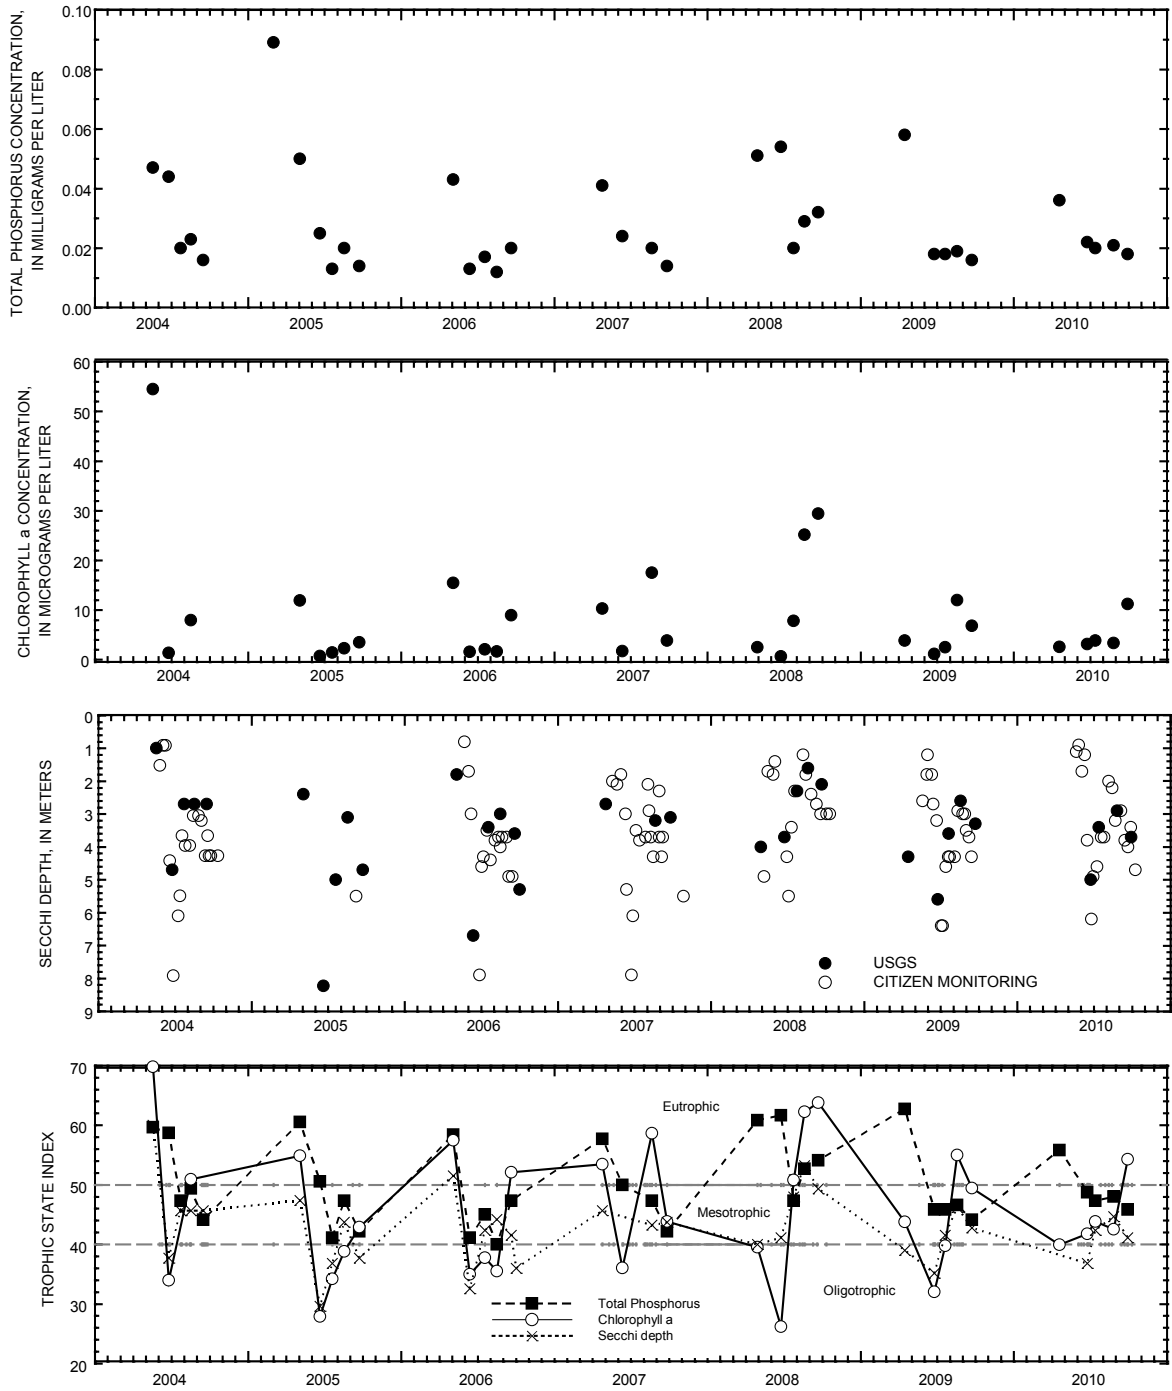 TOTAL PHOSPHORUS CONCENTRATION,
IN MILLIGRAMS PER LITER
0.10
0.08
0.06
0.04
0.02
0.00
2004 2005 2006 2007 2008 2009 2010
CHLOROPHYLL a CONCENTRATION,
IN MICROGRAMS PER LITER
60
50
40
30
20
10
0
2004 2005 2006 2007 2008 2009 2010
SECCHI DEPTH, IN METERS
0
1
2
3
4
5
6
7
8
9
USGS
CITIZEN MONITORING
2004 2005 2006 2007 2008 2009 2010
TROPHIC STATE INDEX
70
60
50
40
30
20
Eutrophic
Mesotrophic
Oligotrophic
Total Phosphorus
Chlorophyll a
Secchi depth
2004 2005 2006 2007 2008 2009 2010